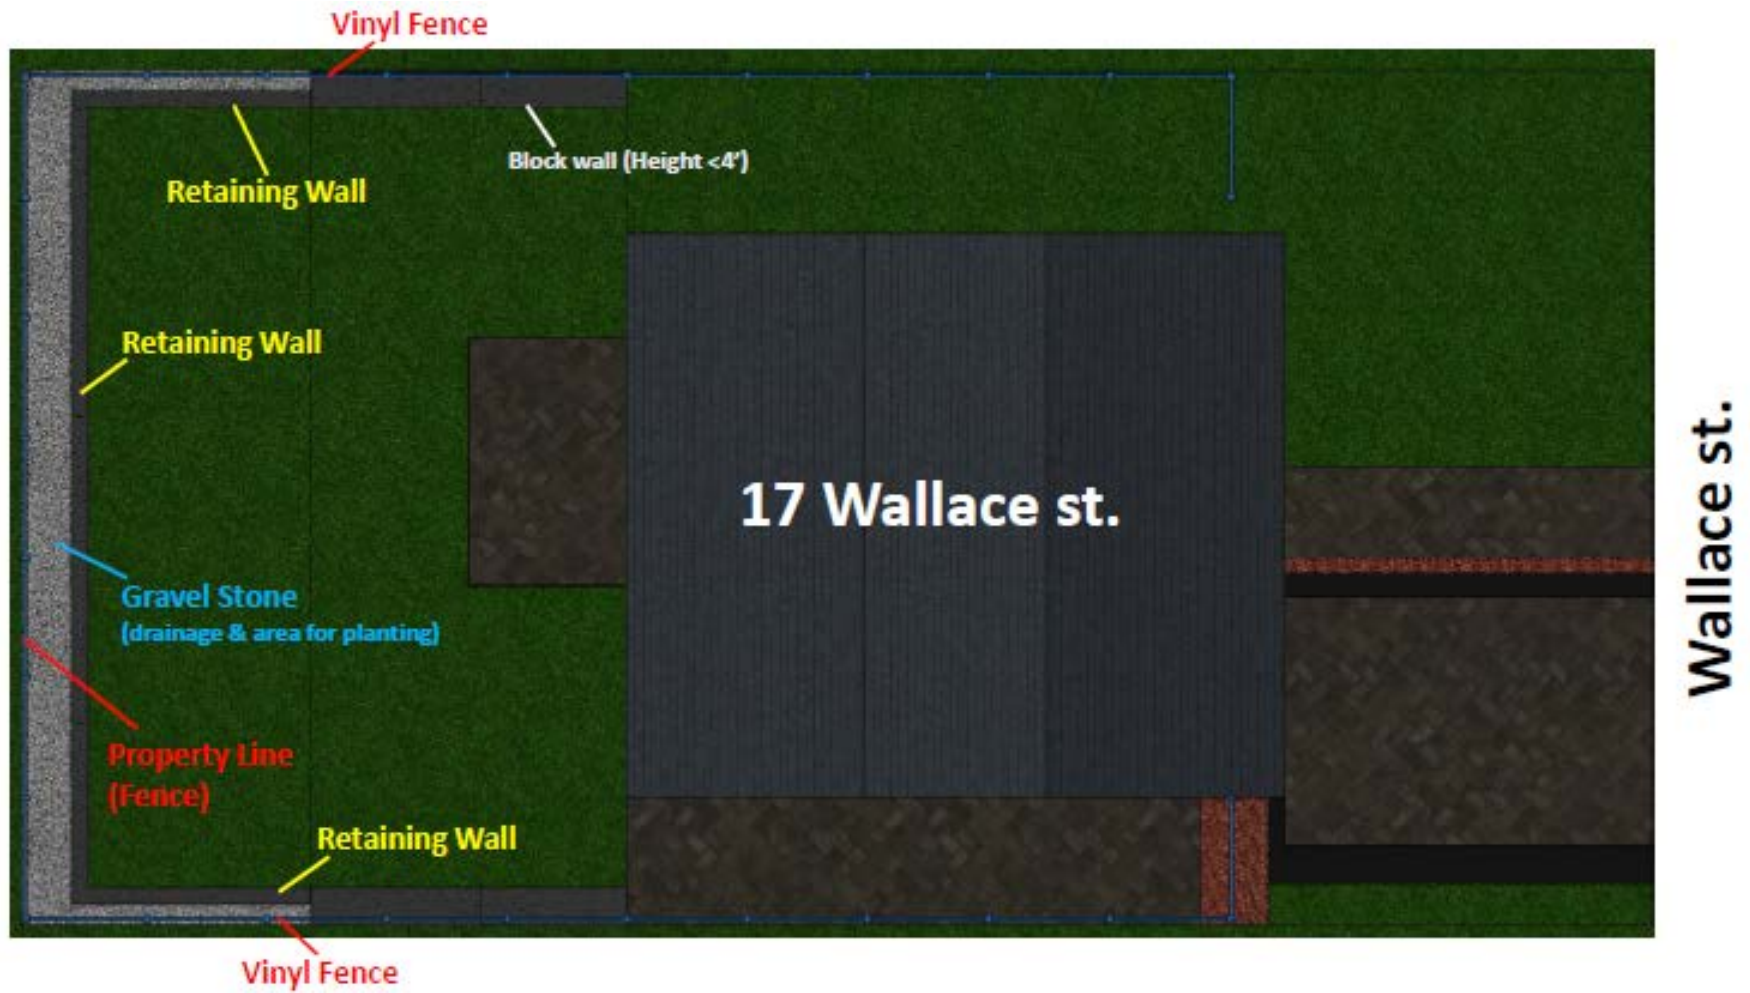 Vinyl Fence
Block wall (Height <4’)
Retaining Wall
Retaining Wall
17 Wallace st.
Wallace st.
Gravel Stone
(drainage & area for planting)
Property Line
(Fence)
Retaining Wall
Vinyl Fence